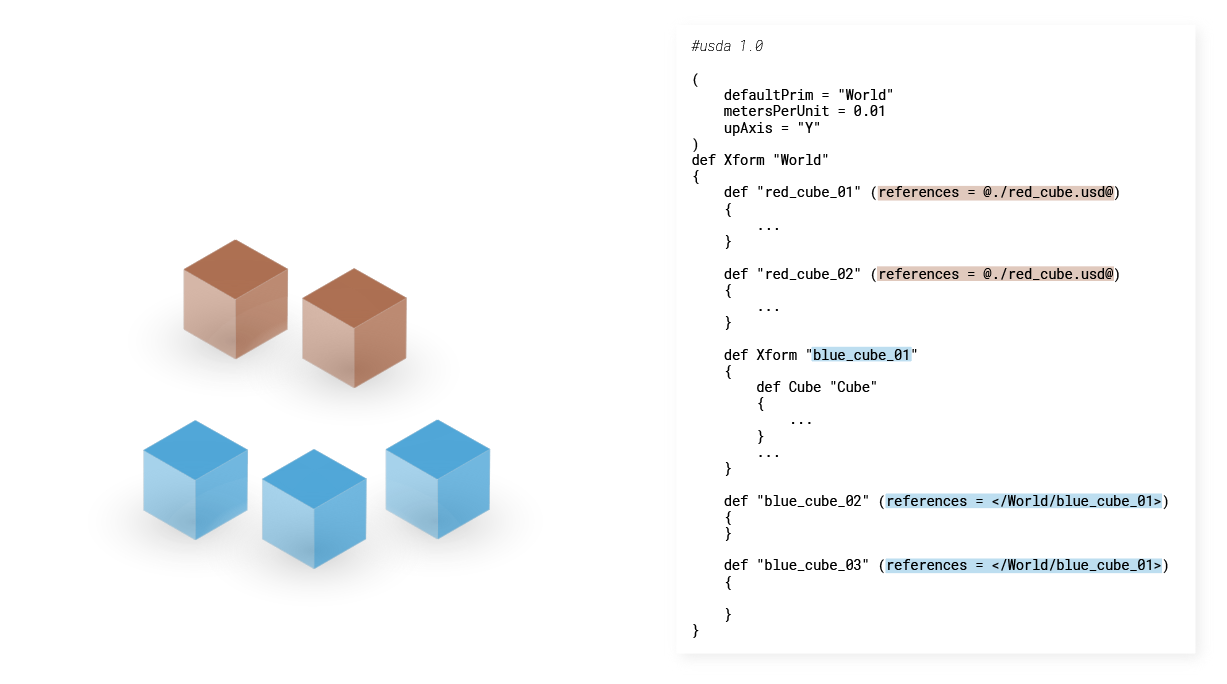 #usda 1.0

(
    defaultPrim = "World"
    metersPerUnit = 0.01
    upAxis = "Y"
)
def Xform "World"
{
    def "red_cube_01" (references = @./red_cube.usd@)
    {
        ...
    }

    def "red_cube_02" (references = @./red_cube.usd@)
    {
        ...
    }

    def Xform "blue_cube_01"
    {
        def Cube "Cube"
        {
            ...
        }
        ...
    }

    def "blue_cube_02" (references = </World/blue_cube_01>)
    {
    }

    def "blue_cube_03" (references = </World/blue_cube_01>)
    {

    }
}